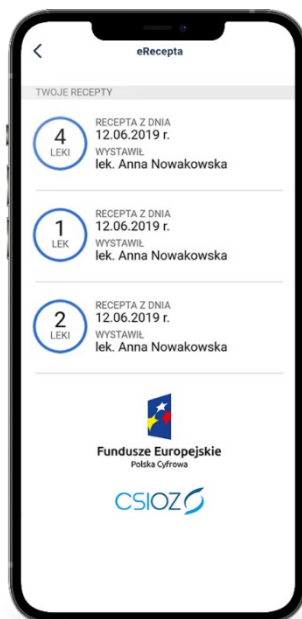 eRecepta
TWOJE RECEPTY
4
LEKI
RECEPTA Z DNIA
12.06.2019 r.
WYSTAWIŁ
lek. Anna Nowakowska
1
LEK
RECEPTA Z DNIA
12.06.2019 r.
WYSTAWIŁ
lek. Anna Nowakowska
2
LEKI
RECEPTA Z DNIA
12.06.2019 r.
WYSTAWIŁ
lek. Anna Nowakowska
Fundusze Europejskie
Polska Cyfrowa
CSIOZ